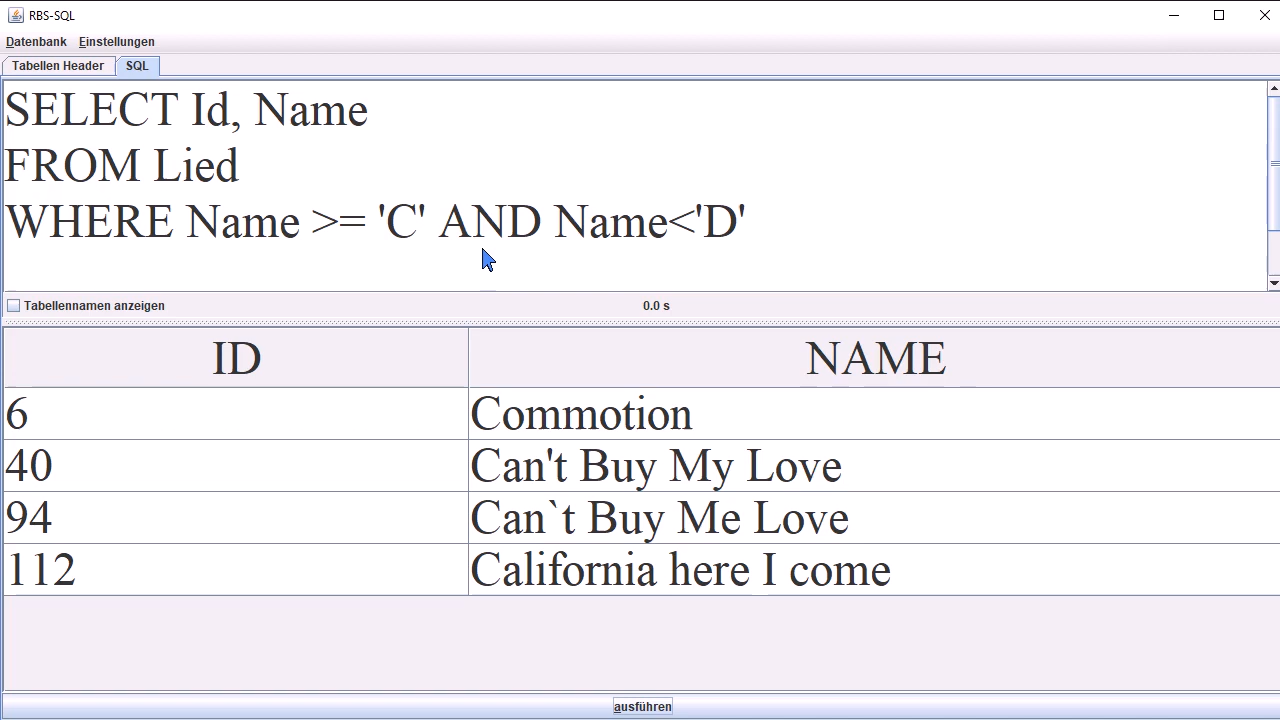 RBS-SQL
Datenbank Einstellungen
Tabellen Header SQL
SELECT Id, Name
FROM Lied
WHERE Name >= 'C' AND Name<'D'
Tabellennamen anzeigen 0.0 s
ID NAME
6 Commotion
40 Can't Buy My Love
94 Can`t Buy Me Love
112 California here I come
ausführen